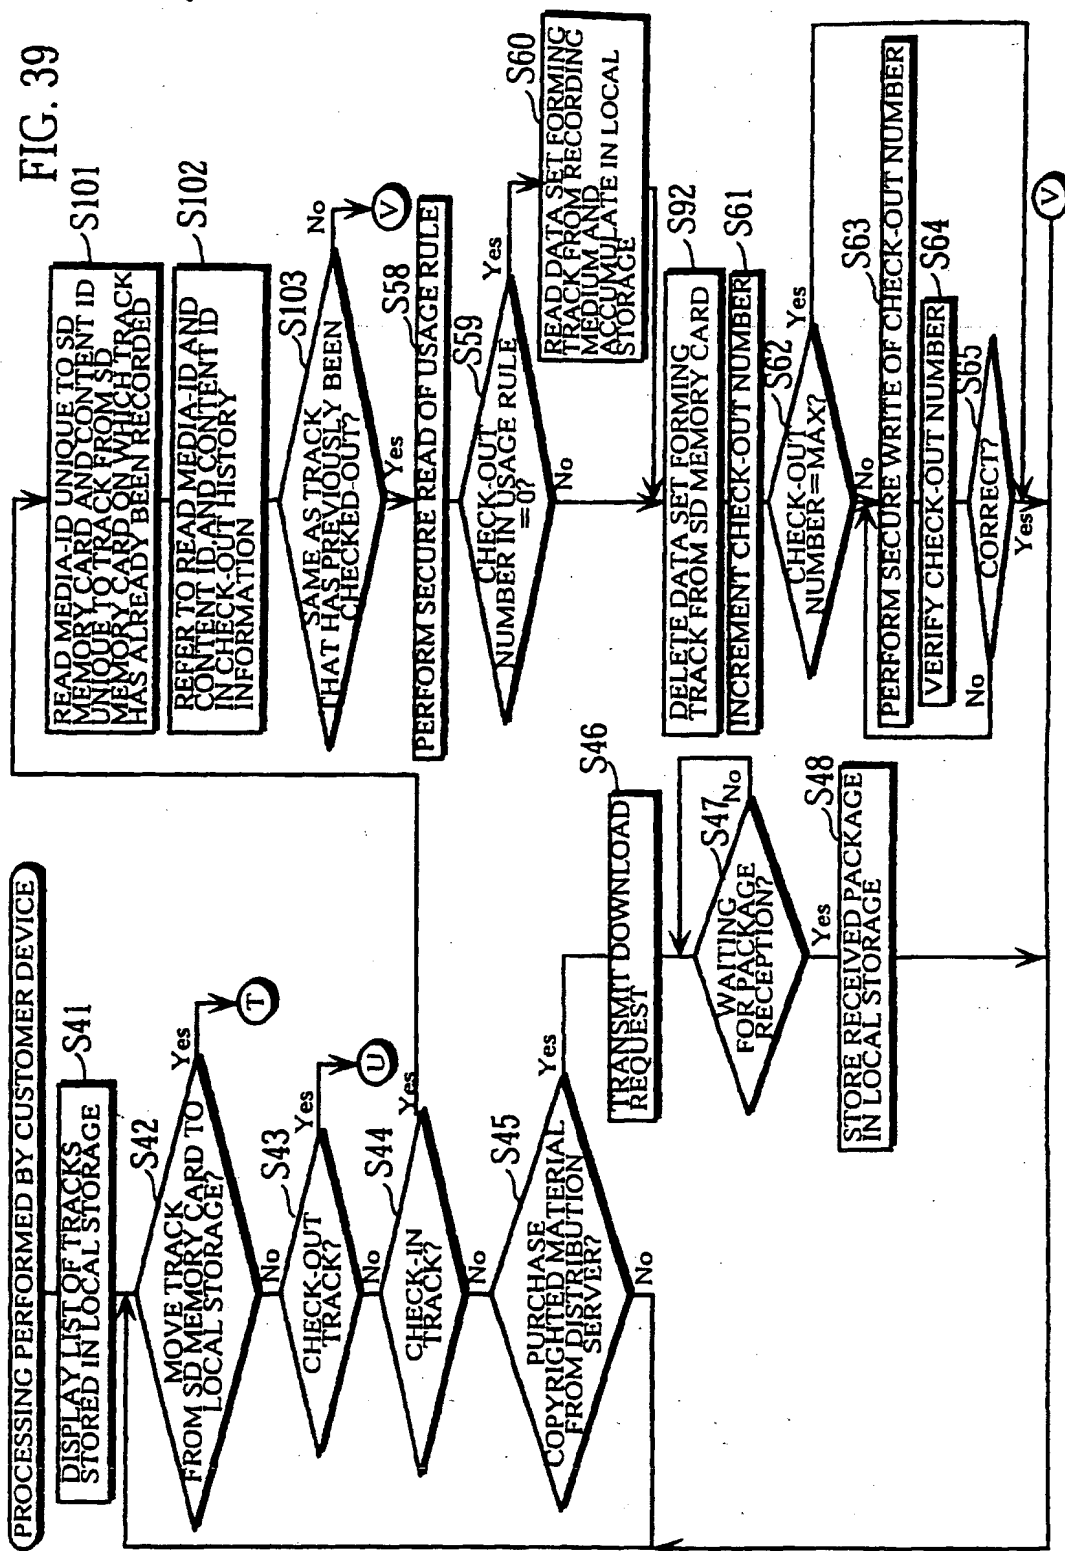 FIG. 39
PROCESSING PERFORMED BY CUSTOMER DEVICE
S41
DISPLAY LIST OF TRACKS
STORED IN LOCAL STORAGE
S42
MOVE TRACK
FROM SD MEMORY CARD TO
LOCAL STORAGE?
Yes
T
No
S43
CHECK-OUT
TRACK?
Yes
U
No
S44
CHECK-IN
TRACK?
Yes
No
S45
PURCHASE
COPYRIGHTED MATERIAL
FROM DISTRIBUTION
SERVER?
Yes
No
S46
TRANSMIT DOWNLOAD
REQUEST
S47
WAITING
FOR PACKAGE
RECEPTION?
No
Yes
S48
STORE RECEIVED PACKAGE
IN LOCAL STORAGE
S101
READ MEDIA-ID UNIQUE TO SD
MEMORY CARD AND CONTENT ID
UNIQUE TO TRACK FROM SD
MEMORY CARD ON WHICH TRACK
HAS ALREADY BEEN RECORDED
S102
REFER TO READ MEDIA-ID AND
CONTENT ID AND CONTENT ID
IN CHECK-OUT HISTORY
INFORMATION
S103
SAME AS TRACK
THAT HAS PREVIOUSLY BEEN
CHECKED-OUT?
No
V
Yes
S58
PERFORM SECURE READ OF USAGE RULE
S59
CHECK-OUT
NUMBER IN USAGE RULE
=0?
Yes
No
S60
READ DATA SET FORMING
TRACK FROM RECORDING
MEDIUM AND
ACCUMULATE IN LOCAL
STORAGE
S92
DELETE DATA SET FORMING
TRACK FROM SD MEMORY CARD
S61
INCREMENT CHECK-OUT NUMBER
S62
CHECK-OUT
NUMBER=MAX?
Yes
No
S63
PERFORM SECURE WRITE OF CHECK-OUT NUMBER
S64
VERIFY CHECK-OUT NUMBER
S65
CORRECT?
No
Yes
V